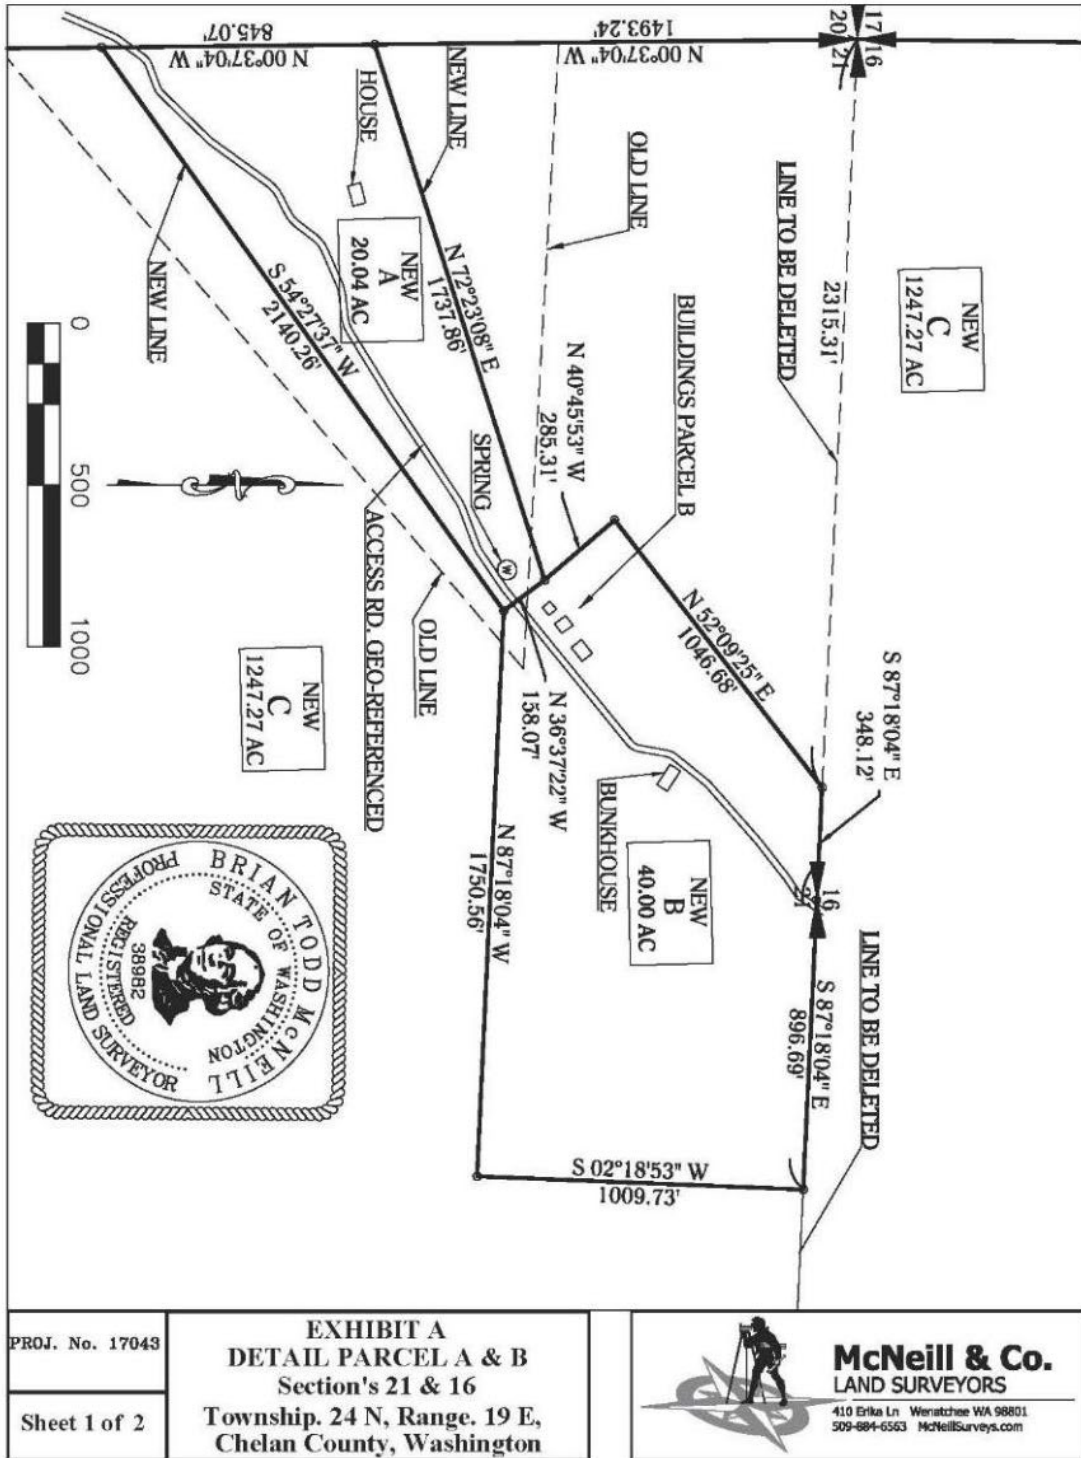 17 16
20 21
1493.24'
N 00°37'04" W
845.07'
N 00°37'04" W
NEW LINE
HOUSE
OLD LINE
LINE TO BE DELETED
2315.31'
NEW
C
1247.27 AC
NEW
A
20.04 AC
N 72°23'08" E
1737.86'
BUILDINGS PARCEL B
N 40°45'53" W
285.31'
NEW LINE
S 54°27'37" W
2140.26'
SPRING
W
ACCESS RD. GEO-REFERENCED
OLD LINE
0 500 1000
N 52°09'25" E
1046.68'
S 87°18'04" E
348.12'
N 36°37'22" W
158.07'
BUNKHOUSE
NEW
B
40.00 AC
16
21
LINE TO BE DELETED
S 87°18'04" E
896.69'
N 87°18'04" W
1750.56'
S 02°18'53" W
1009.73'
NEW
C
1247.27 AC
BRIAN TODD McNEILL
STATE OF WASHINGTON
38982
REGISTERED
PROFESSIONAL LAND SURVEYOR
PROJ. No. 17043
Sheet 1 of 2
EXHIBIT A
DETAIL PARCEL A & B
Section's 21 & 16
Township. 24 N, Range. 19 E,
Chelan County, Washington
McNeill & Co.
LAND SURVEYORS
410 Erika Ln Wenatchee WA 98801
509-884-6563 McNeillSurveys.com